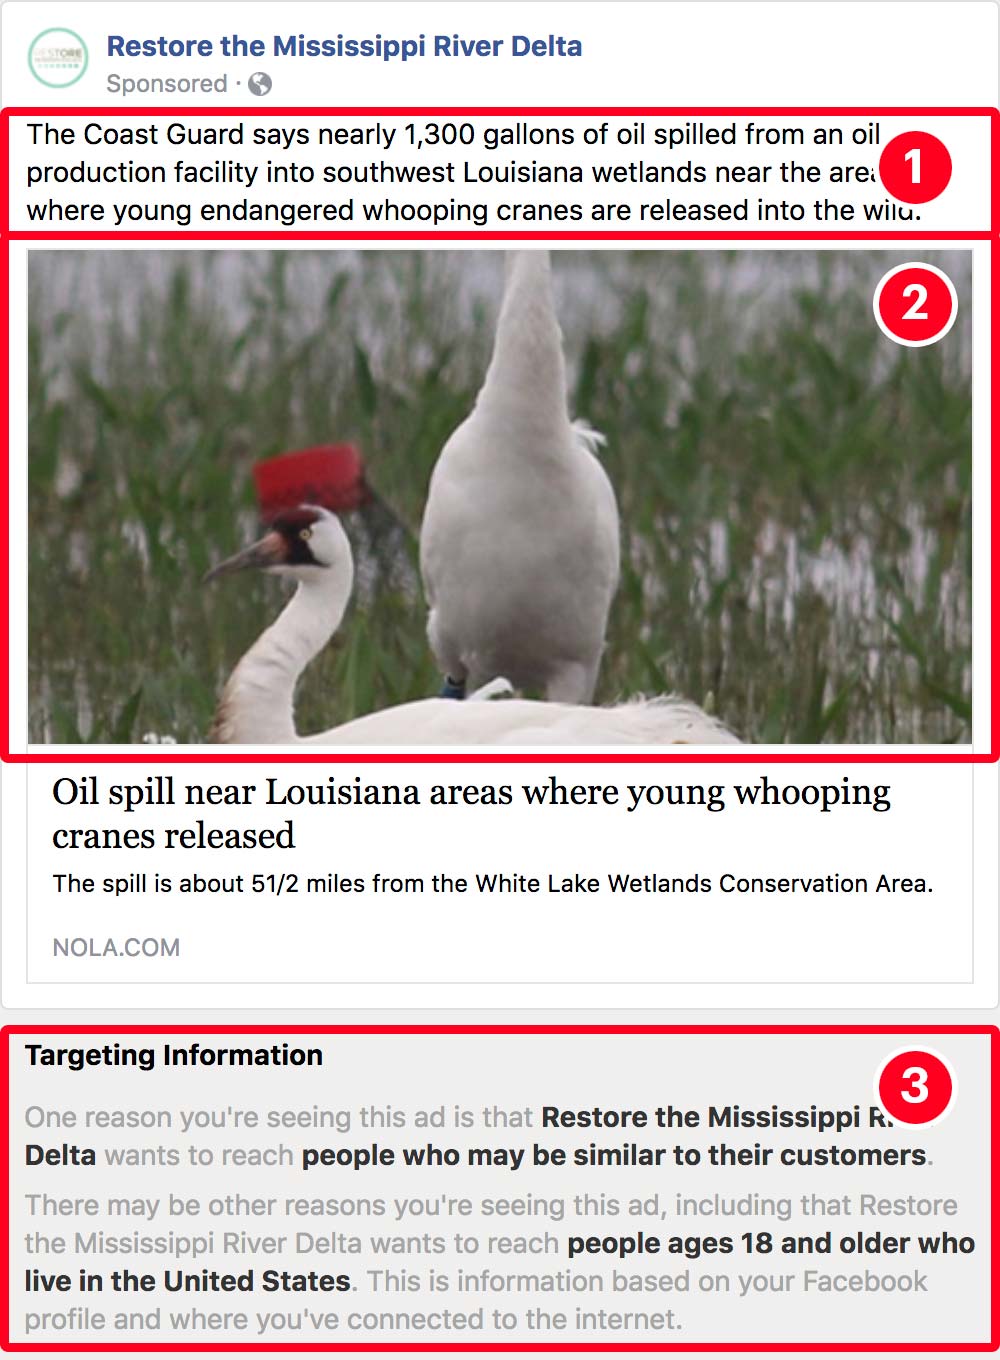 RESTORE
Restore the Mississippi River Delta
Sponsored ·
The Coast Guard says nearly 1,300 gallons of oil spilled from an oil
production facility into southwest Louisiana wetlands near the area
where young endangered whooping cranes are released into the wild.
1
2
Oil spill near Louisiana areas where young whooping
cranes released
The spill is about 51/2 miles from the White Lake Wetlands Conservation Area.
NOLA.COM
Targeting Information
3
One reason you're seeing this ad is that Restore the Mississippi R
Delta wants to reach people who may be similar to their customers.
There may be other reasons you're seeing this ad, including that Restore
the Mississippi River Delta wants to reach people ages 18 and older who
live in the United States. This is information based on your Facebook
profile and where you've connected to the internet.